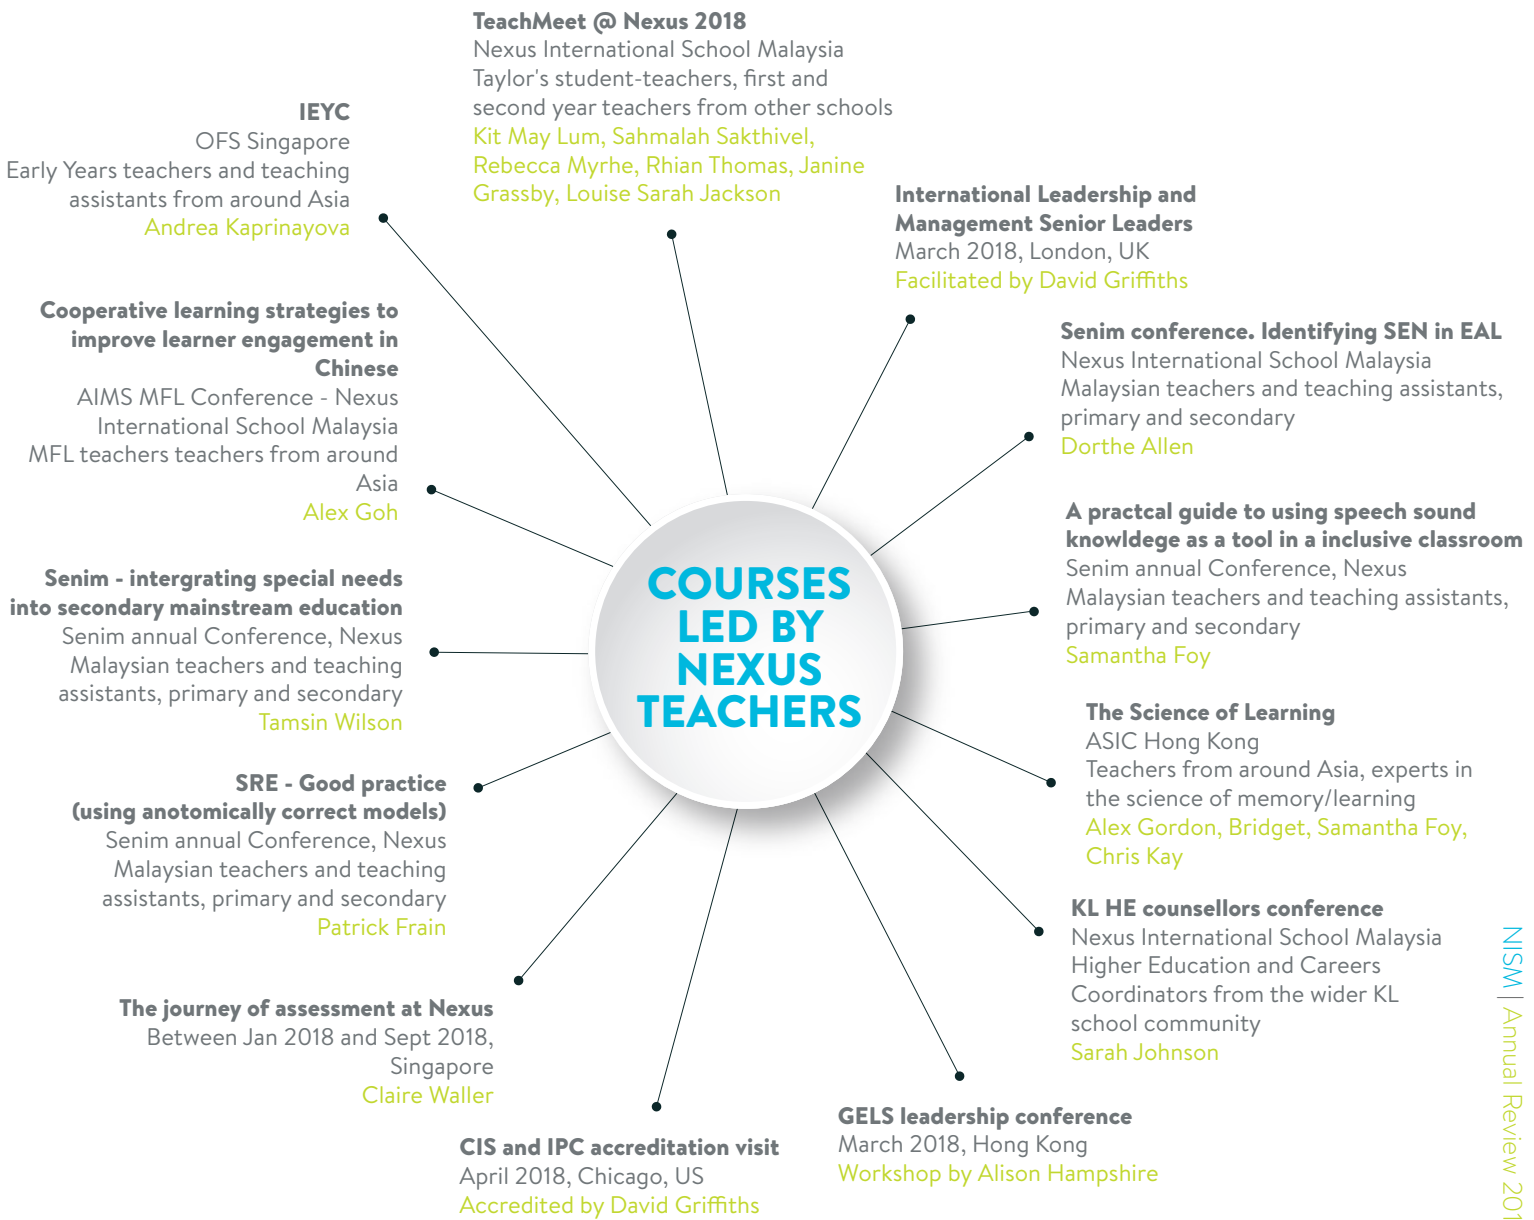 TeachMeet @ Nexus 2018
Nexus International School Malaysia
Taylor's student-teachers, first and
second year teachers from other schools
Kit May Lum, Sahmalah Sakthivel,
Rebecca Myrhe, Rhian Thomas, Janine
Grassby, Louise Sarah Jackson
IEYC
OFS Singapore
Early Years teachers and teaching
assistants from around Asia
Andrea Kaprinayova
International Leadership and
Management Senior Leaders
March 2018, London, UK
Facilitated by David Griffiths
Cooperative learning strategies to
improve learner engagement in
Chinese
AIMS MFL Conference - Nexus
International School Malaysia
MFL teachers teachers from around
Asia
Alex Goh
Senim conference. Identifying SEN in EAL
Nexus International School Malaysia
Malaysian teachers and teaching assistants,
primary and secondary
Dorthe Allen
A practcal guide to using speech sound
knowldege as a tool in a inclusive classroom
Senim annual Conference, Nexus
Malaysian teachers and teaching assistants,
primary and secondary
Samantha Foy
COURSES
LED BY
NEXUS
TEACHERS
Senim - intergrating special needs
into secondary mainstream education
Senim annual Conference, Nexus
Malaysian teachers and teaching
assistants, primary and secondary
Tamsin Wilson
The Science of Learning
ASIC Hong Kong
Teachers from around Asia, experts in
the science of memory/learning
Alex Gordon, Bridget, Samantha Foy,
Chris Kay
SRE - Good practice
(using anotomically correct models)
Senim annual Conference, Nexus
Malaysian teachers and teaching
assistants, primary and secondary
Patrick Frain
KL HE counsellors conference
Nexus International School Malaysia
Higher Education and Careers
Coordinators from the wider KL
school community
Sarah Johnson
The journey of assessment at Nexus
Between Jan 2018 and Sept 2018,
Singapore
Claire Waller
GELS leadership conference
March 2018, Hong Kong
Workshop by Alison Hampshire
CIS and IPC accreditation visit
April 2018, Chicago, US
Accredited by David Griffiths
NISM | Annual Review 201